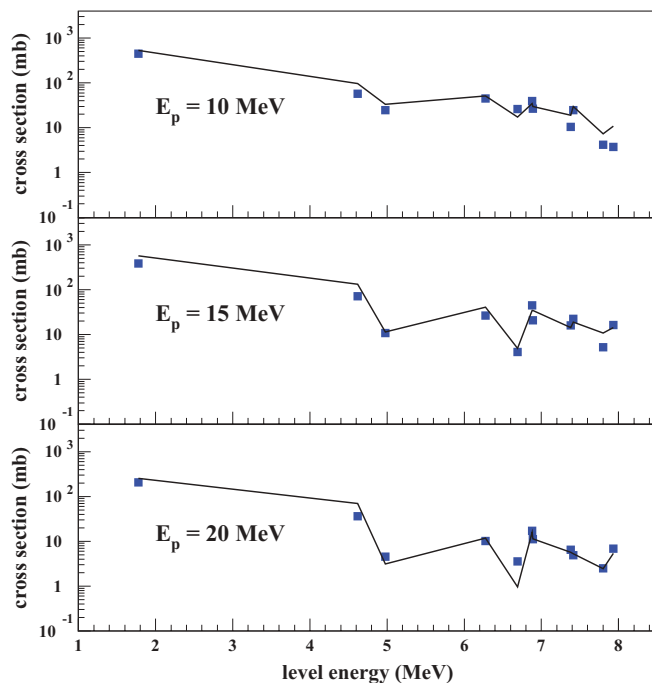 cross section (mb)
10³
10²
10
1
10⁻¹
E_p = 10 MeV
cross section (mb)
10³
10²
10
1
10⁻¹
E_p = 15 MeV
cross section (mb)
10³
10²
10
1
10⁻¹
E_p = 20 MeV
1 2 3 4 5 6 7 8
level energy (MeV)